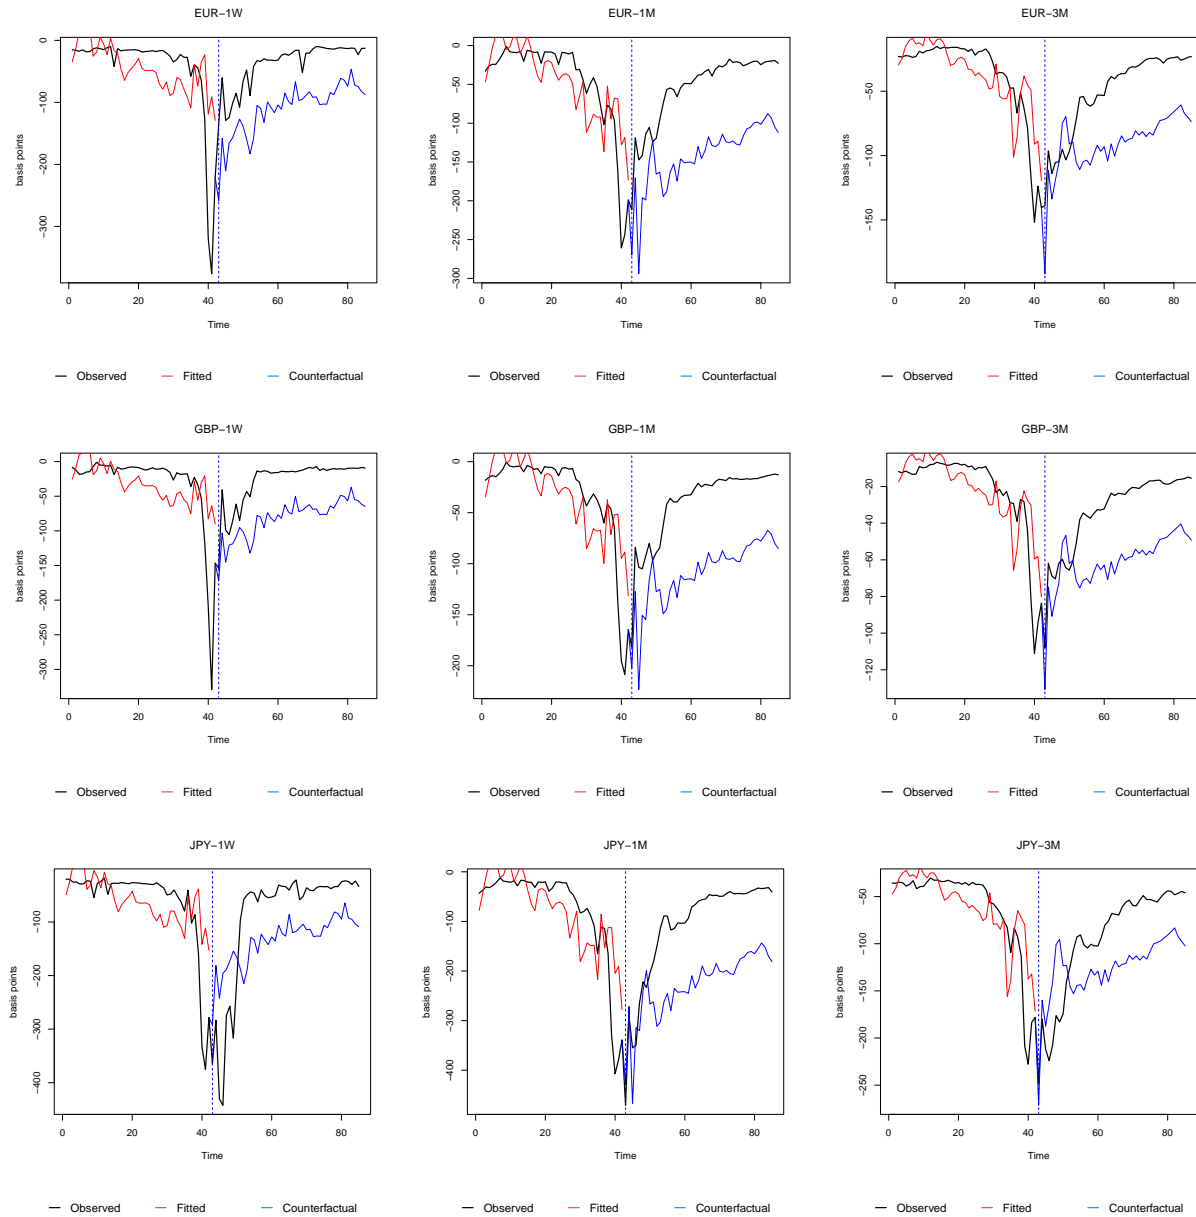 EUR−1W
EUR−1M
EUR−3M
basis points
0
−100
−200
−300
0 20 40 60 80
Time
basis points
0
−50
−100
−150
−200
−250
−300
0 20 40 60 80
Time
basis points
−50
−100
−150
0 20 40 60 80
Time
Observed Fitted Counterfactual
Observed Fitted Counterfactual
Observed Fitted Counterfactual
GBP−1W
GBP−1M
GBP−3M
basis points
0
−50
−100
−150
−200
−250
−300
0 20 40 60 80
Time
basis points
0
−50
−100
−150
−200
0 20 40 60 80
Time
basis points
−20
−40
−60
−80
−100
−120
0 20 40 60 80
Time
Observed Fitted Counterfactual
Observed Fitted Counterfactual
Observed Fitted Counterfactual
JPY−1W
JPY−1M
JPY−3M
basis points
−100
−200
−300
−400
0 20 40 60 80
Time
basis points
0
−100
−200
−300
−400
0 20 40 60 80
Time
basis points
−50
−100
−150
−200
−250
0 20 40 60 80
Time
Observed Fitted Counterfactual
Observed Fitted Counterfactual
Observed Fitted Counterfactual